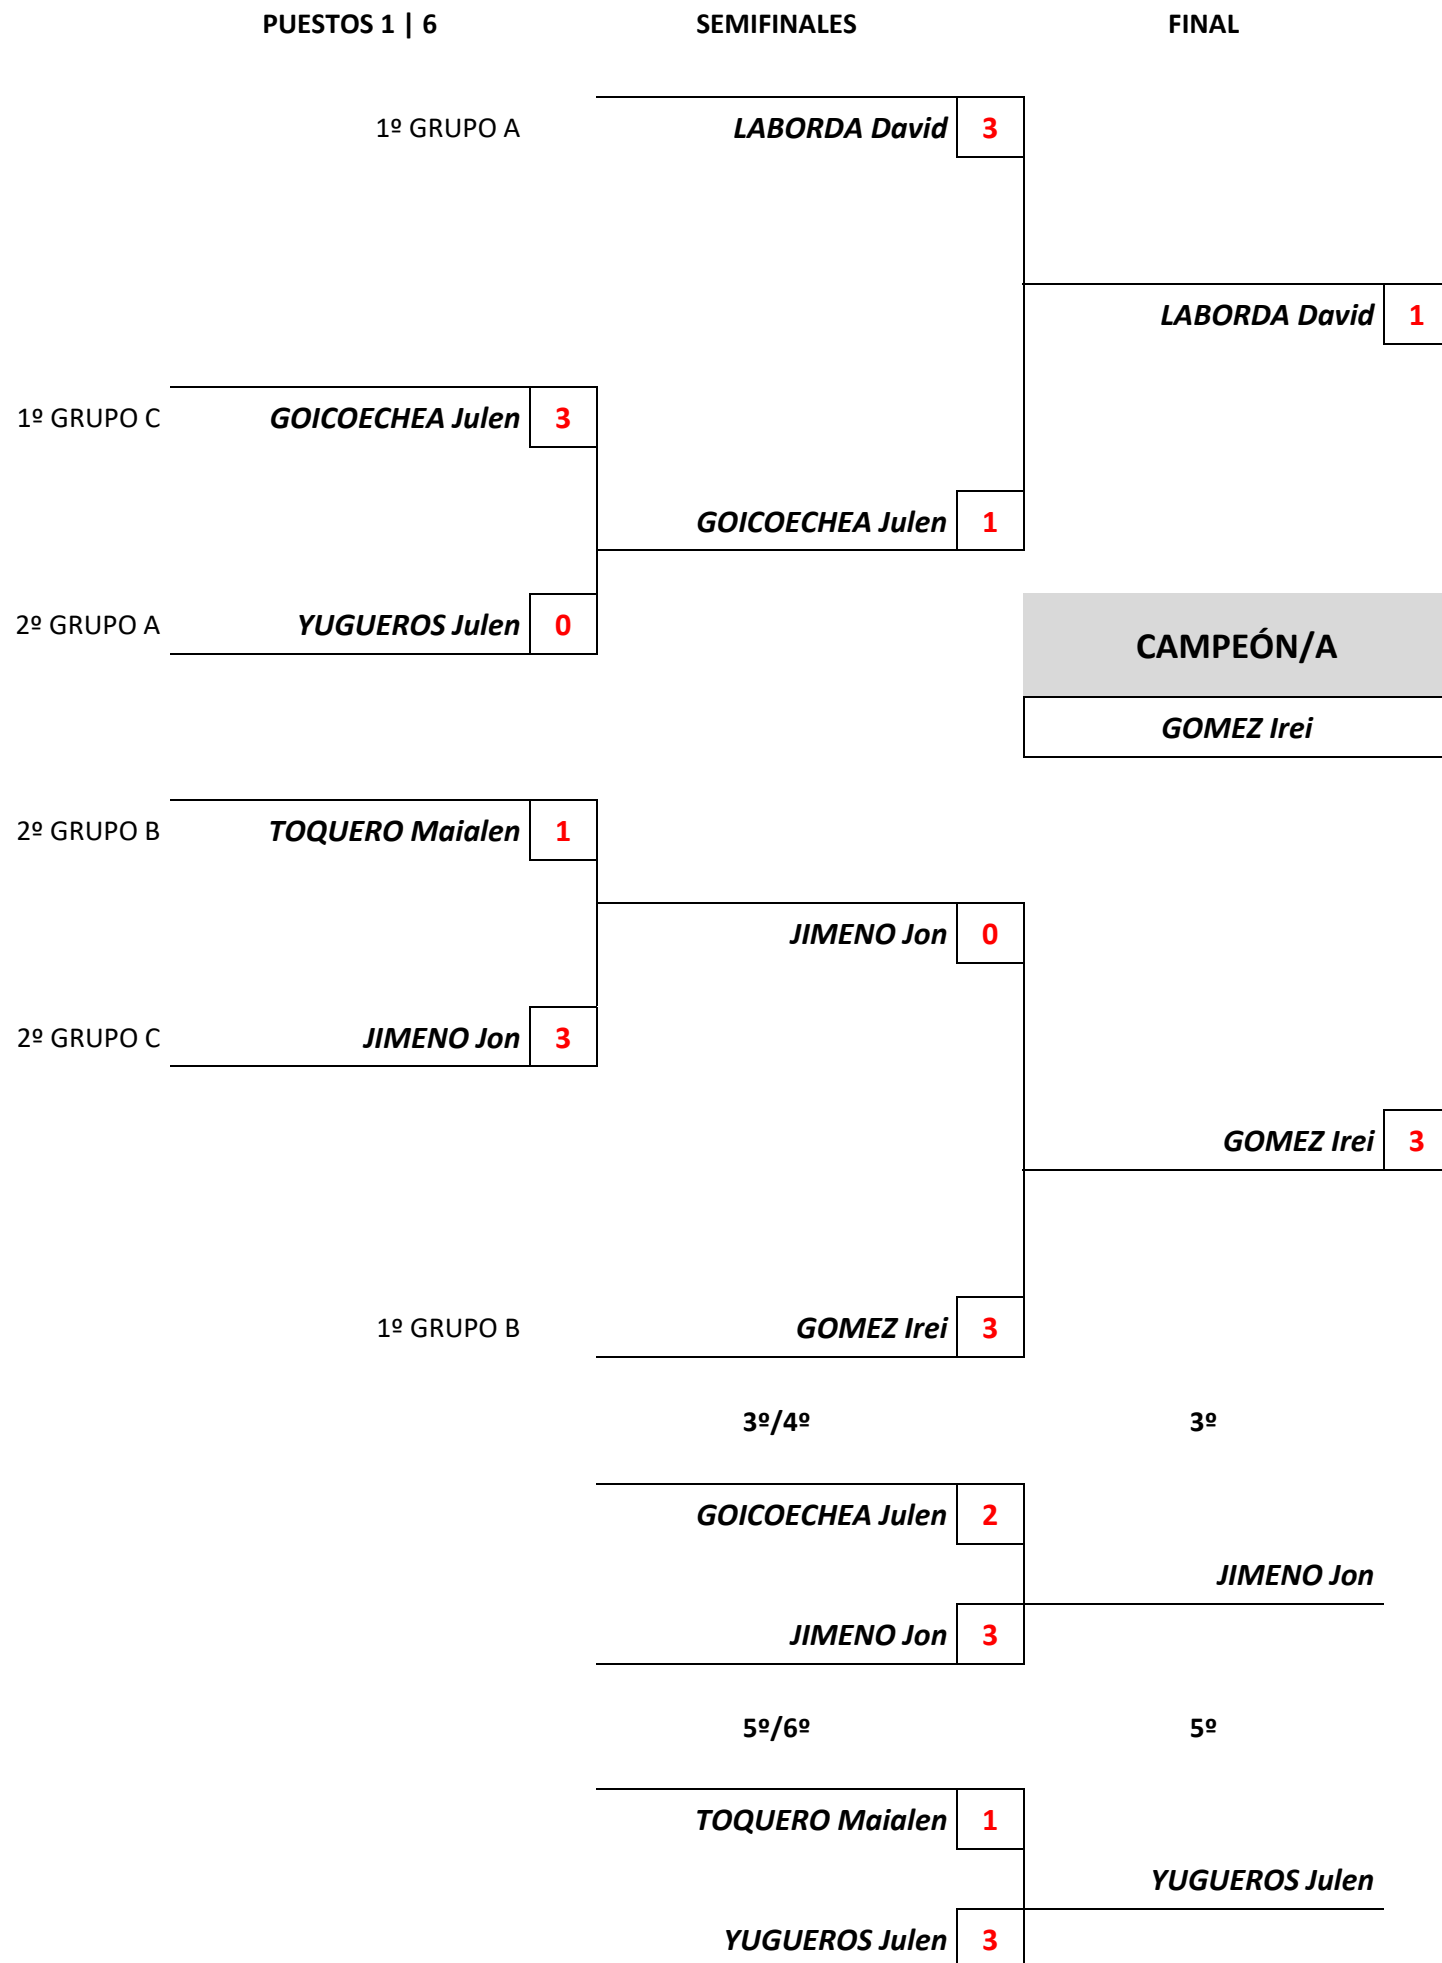 PUESTOS 1 | 6 SEMIFINALES FINAL
1º GRUPO A LABORDA David 3
LABORDA David 1
1º GRUPO C GOICOECHEA Julen 3
GOICOECHEA Julen 1
2º GRUPO A YUGUEROS Julen 0
CAMPEÓN/A
GOMEZ Irei
2º GRUPO B TOQUERO Maialen 1
JIMENO Jon 0
2º GRUPO C JIMENO Jon 3
GOMEZ Irei 3
1º GRUPO B GOMEZ Irei 3
3º/4º 3º
GOICOECHEA Julen 2
JIMENO Jon
JIMENO Jon 3
5º/6º 5º
TOQUERO Maialen 1
YUGUEROS Julen
YUGUEROS Julen 3